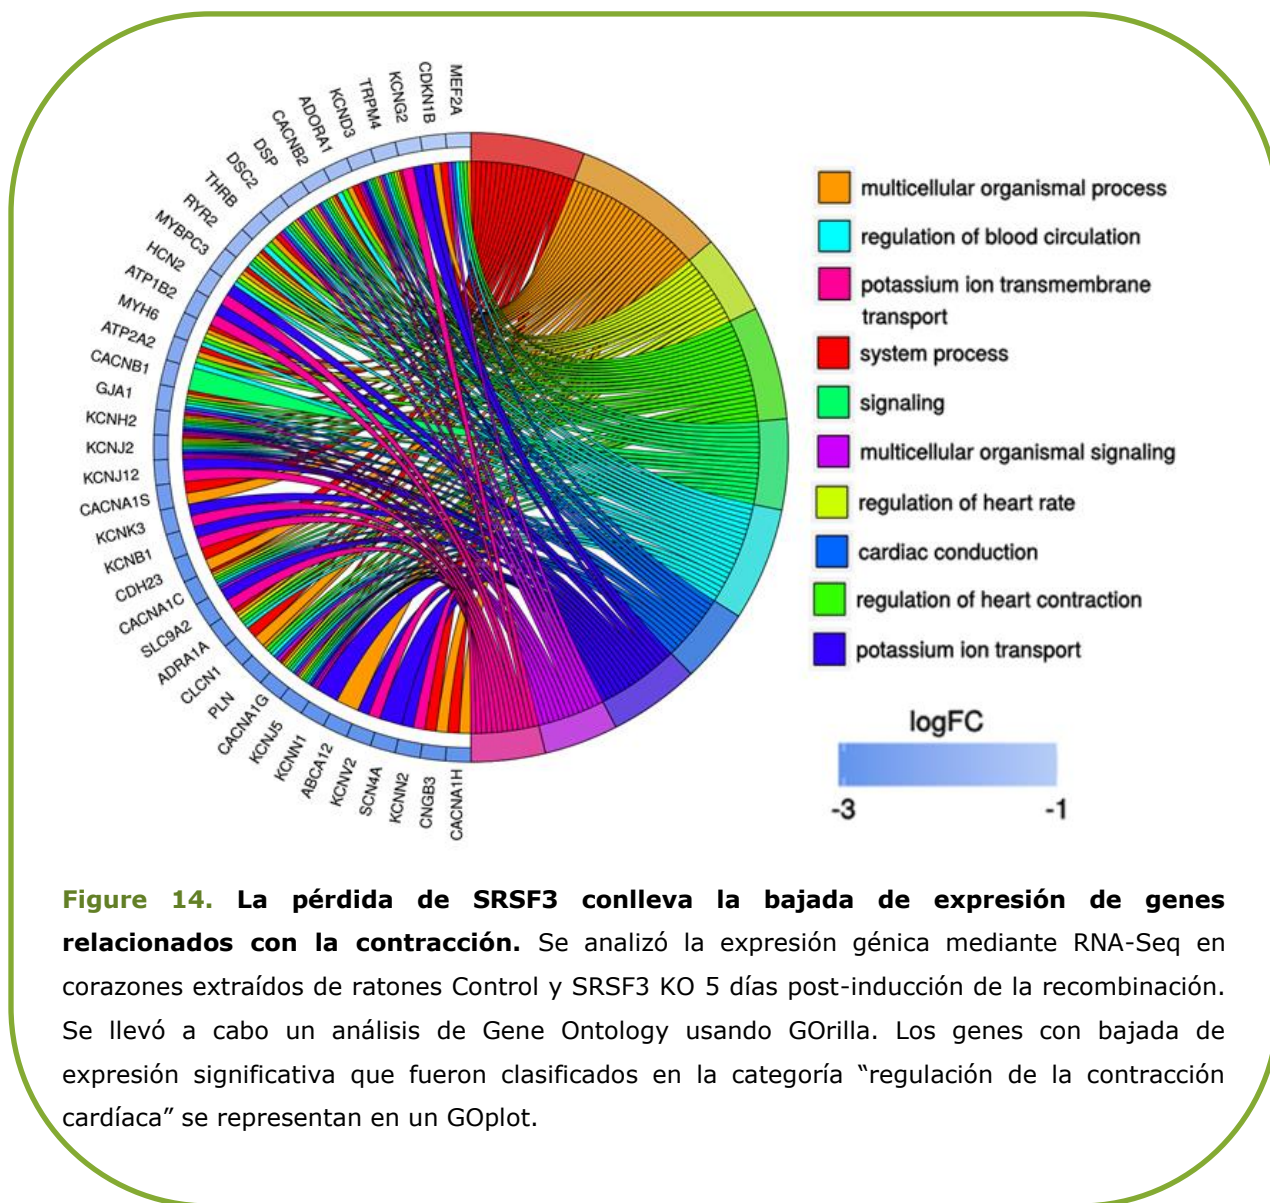 MEF2A
CDKN1B
KCNG2
TRPM4
KCND3
ADORA1
CACNB2
DSP
DSC2
THRB
RYR2
MYBPC3
HCN2
ATP1B2
MYH6
ATP2A2
CACNB1
GJA1
KCNH2
KCNJ2
KCNJ12
CACNA1S
KCNK3
KCNB1
CDH23
CACNA1C
SLC9A2
ADRA1A
CLCN1
PLN
CACNA1G
KCNJ5
KCNN1
ABCA12
KCNV2
SCN4A
KCNN2
CNGB3
CACNA1H
multicellular organismal process
regulation of blood circulation
potassium ion transmembrane
transport
system process
signaling
multicellular organismal signaling
regulation of heart rate
cardiac conduction
regulation of heart contraction
potassium ion transport
logFC
-3 -1
Figure 14. La pérdida de SRSF3 conlleva la bajada de expresión de genes
relacionados con la contracción. Se analizó la expresión génica mediante RNA-Seq en
corazones extraídos de ratones Control y SRSF3 KO 5 días post-inducción de la recombinación.
Se llevó a cabo un análisis de Gene Ontology usando GOrilla. Los genes con bajada de
expresión significativa que fueron clasificados en la categoría “regulación de la contracción
cardíaca” se representan en un GOplot.